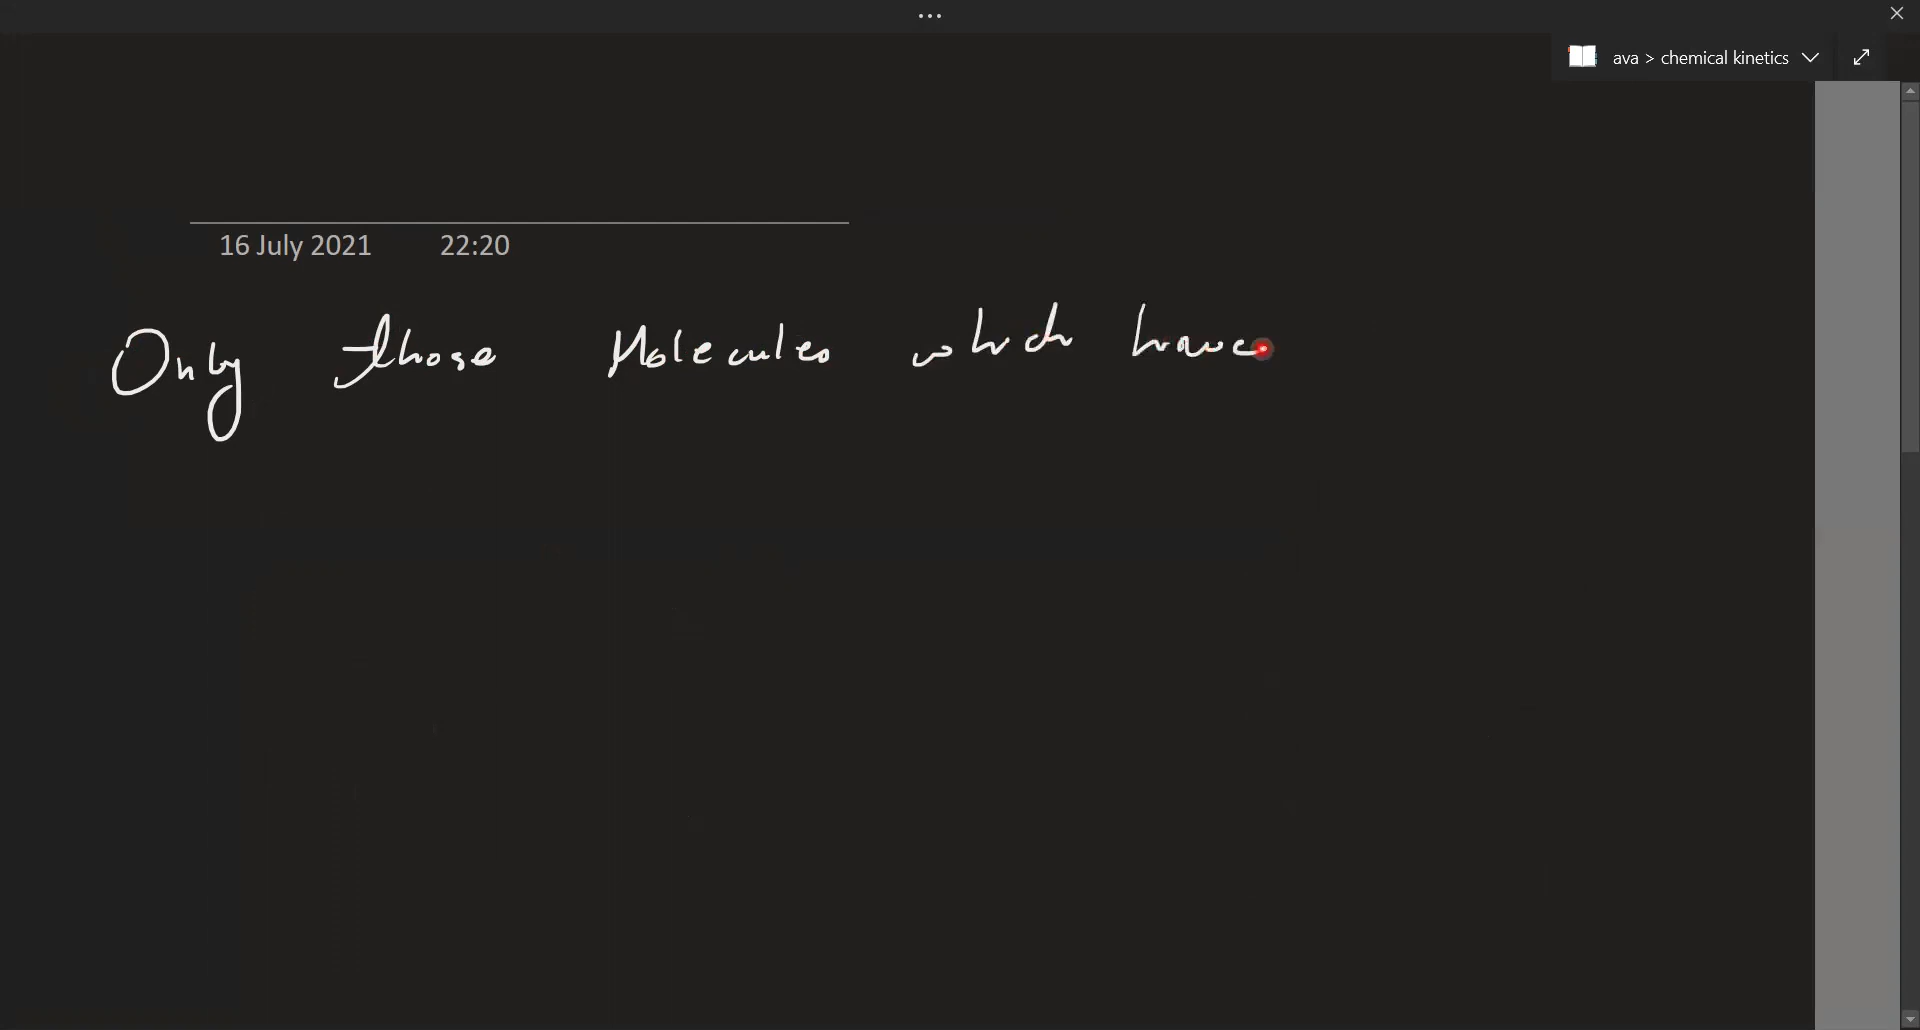 ava > chemical kinetics
16 July 2021 22:20
Only those Molecules which have